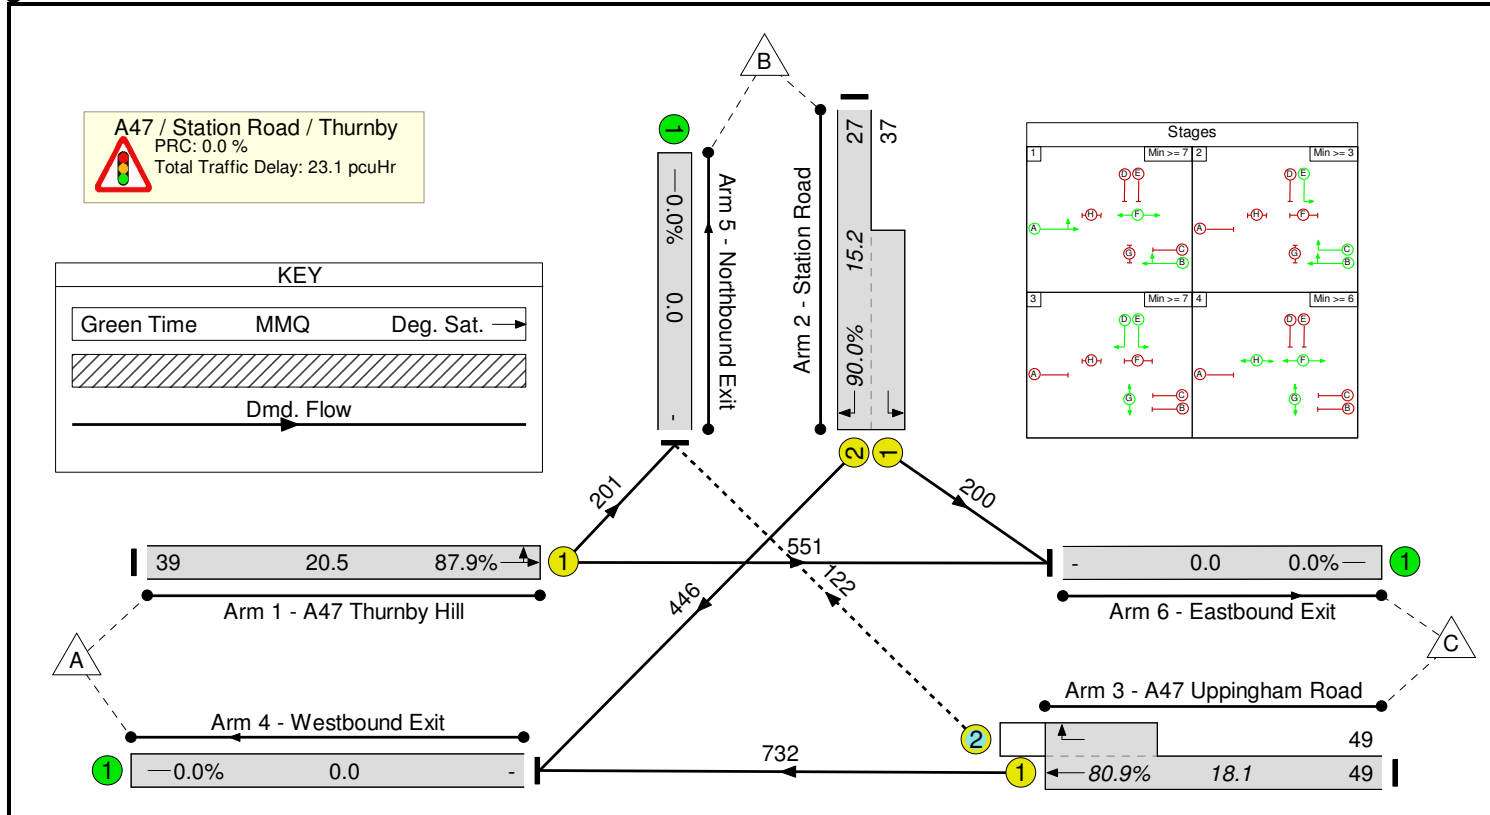 A47 / Station Road / Thurnby
PRC: 0.0 %
Total Traffic Delay: 23.1 pcuHr
KEY
Green Time MMQ Deg. Sat.
Dmd. Flow
B
1
0.0%
0.0
-
Arm 5 - Northbound Exit
Arm 2 - Station Road
27
37
15.2
90.0%
2
1
Stages
1
Min >= 7
D
E
H
F
A
G
C
B
2
Min >= 3
D
E
H
F
A
G
C
B
3
Min >= 7
D
E
H
F
A
G
C
B
4
Min >= 6
D
E
H
F
A
G
C
B
201
200
39 20.5 87.9%
1
551
- 0.0 0.0%
1
Arm 1 - A47 Thurnby Hill
446
122
Arm 6 - Eastbound Exit
A
C
Arm 3 - A47 Uppingham Road
Arm 4 - Westbound Exit
2
49
732
1
0.0% 0.0 -
1
80.9% 18.1 49